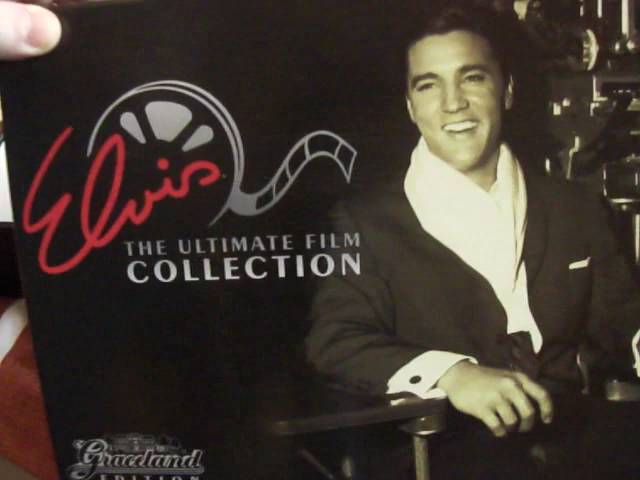 Elvis
THE ULTIMATE FILM
COLLECTION
Graceland
EDITION